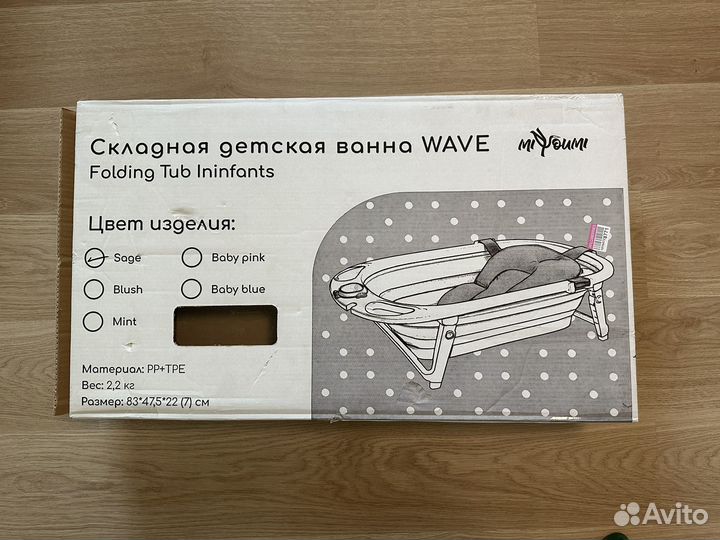 Складная детская ванна WAVE
miyoumi
Folding Tub Ininfants
Цвет изделия:
Sage
Baby pink
Blush
Baby blue
Mint
Материал: PP+TPE
Вес: 2,2 кг
Размер: 83*47,5*22 (7) см
Avito